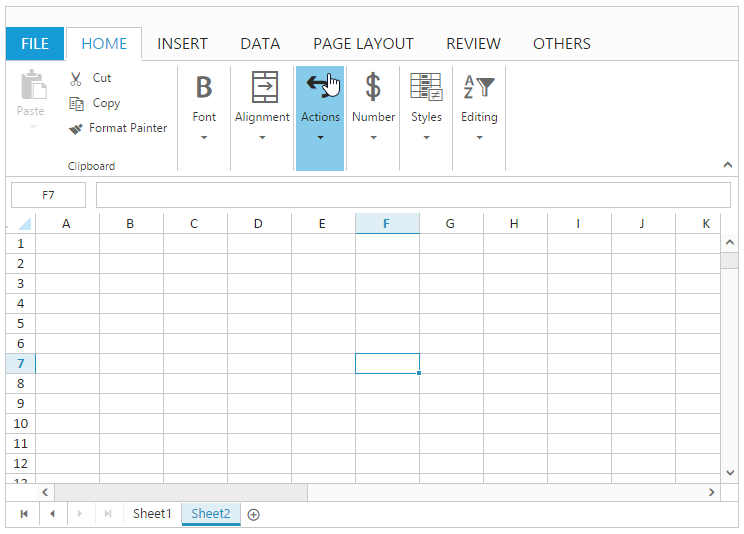 FILE HOME INSERT DATA PAGE LAYOUT REVIEW OTHERS
Paste
Cut
Copy
Format Painter
Clipboard
B
Font
Alignment
Actions
$
Number
Styles
A
Z
Editing
F7
A B C D E F G H I J K
1
2
3
4
5
6
7
8
9
10
11
12
13
Sheet1 Sheet2